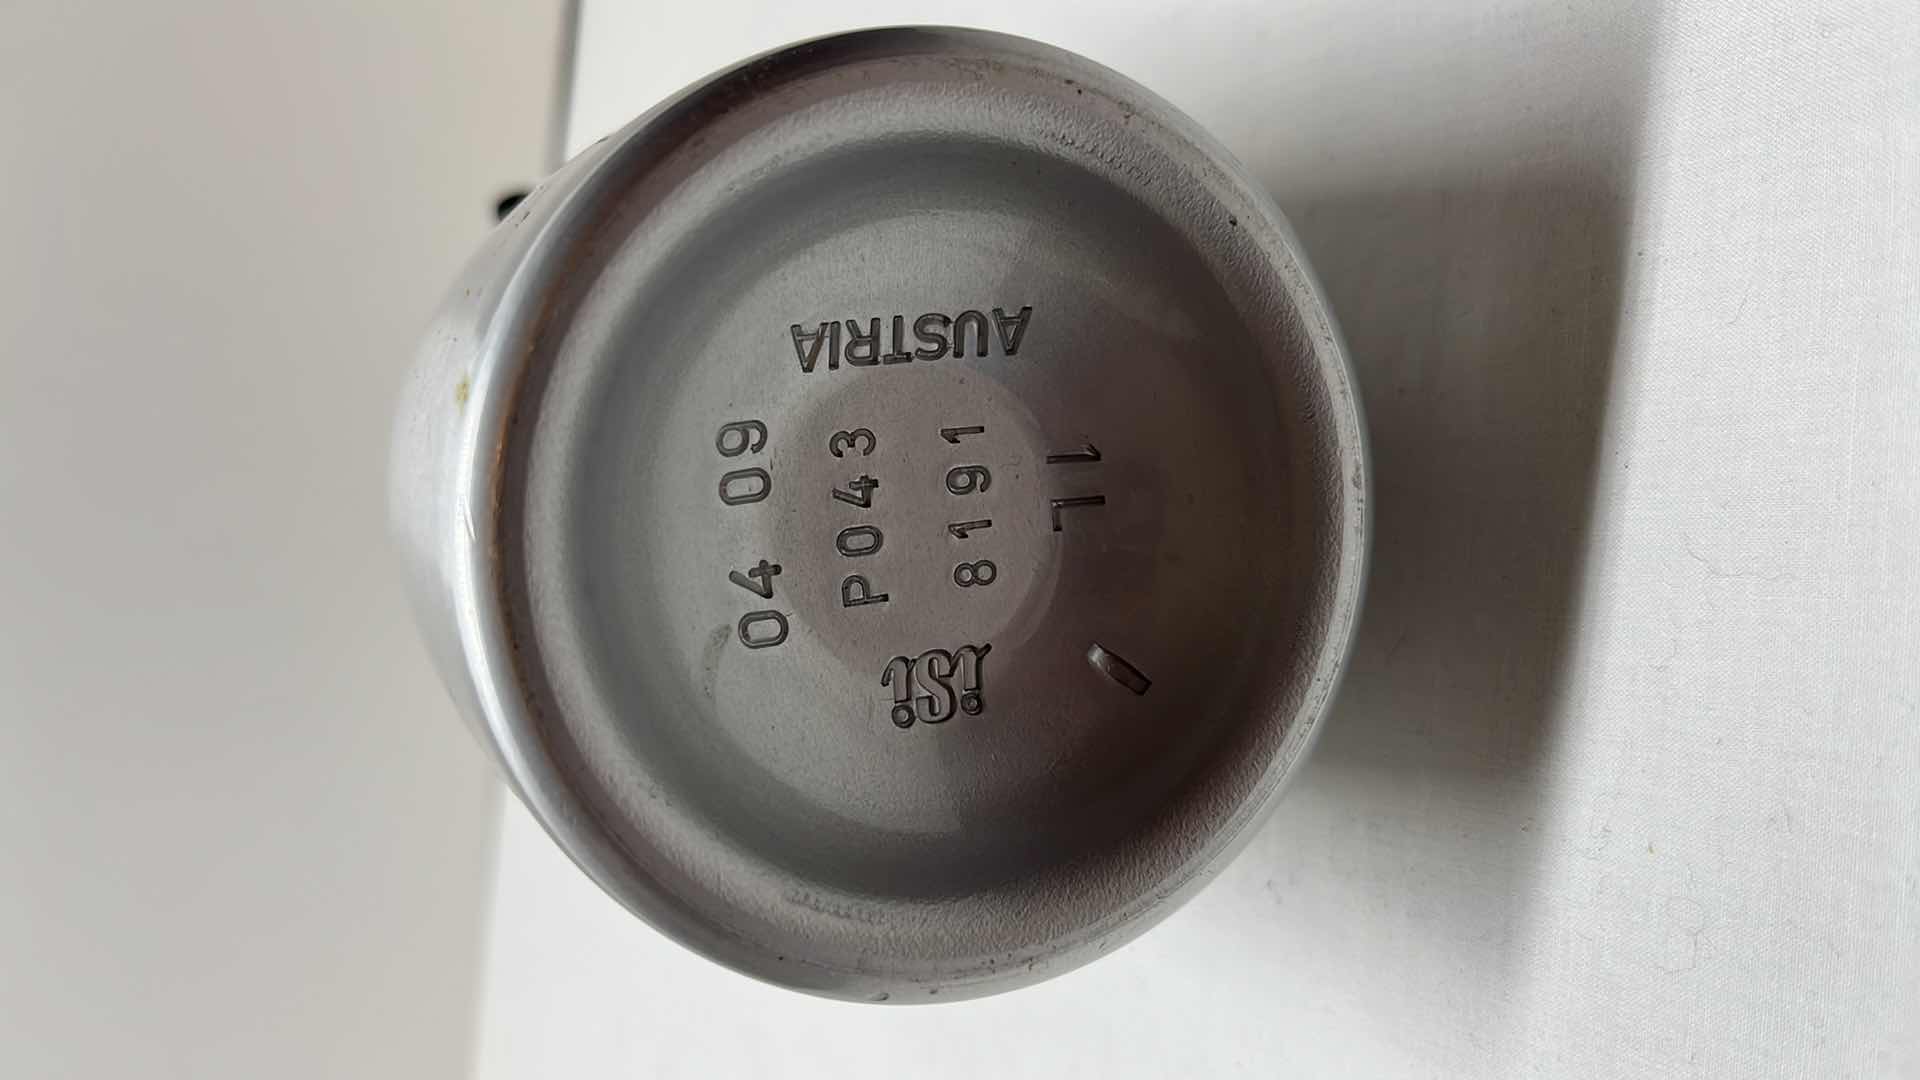 AUSTRIA
04 09
P043
8191
1L
iSi